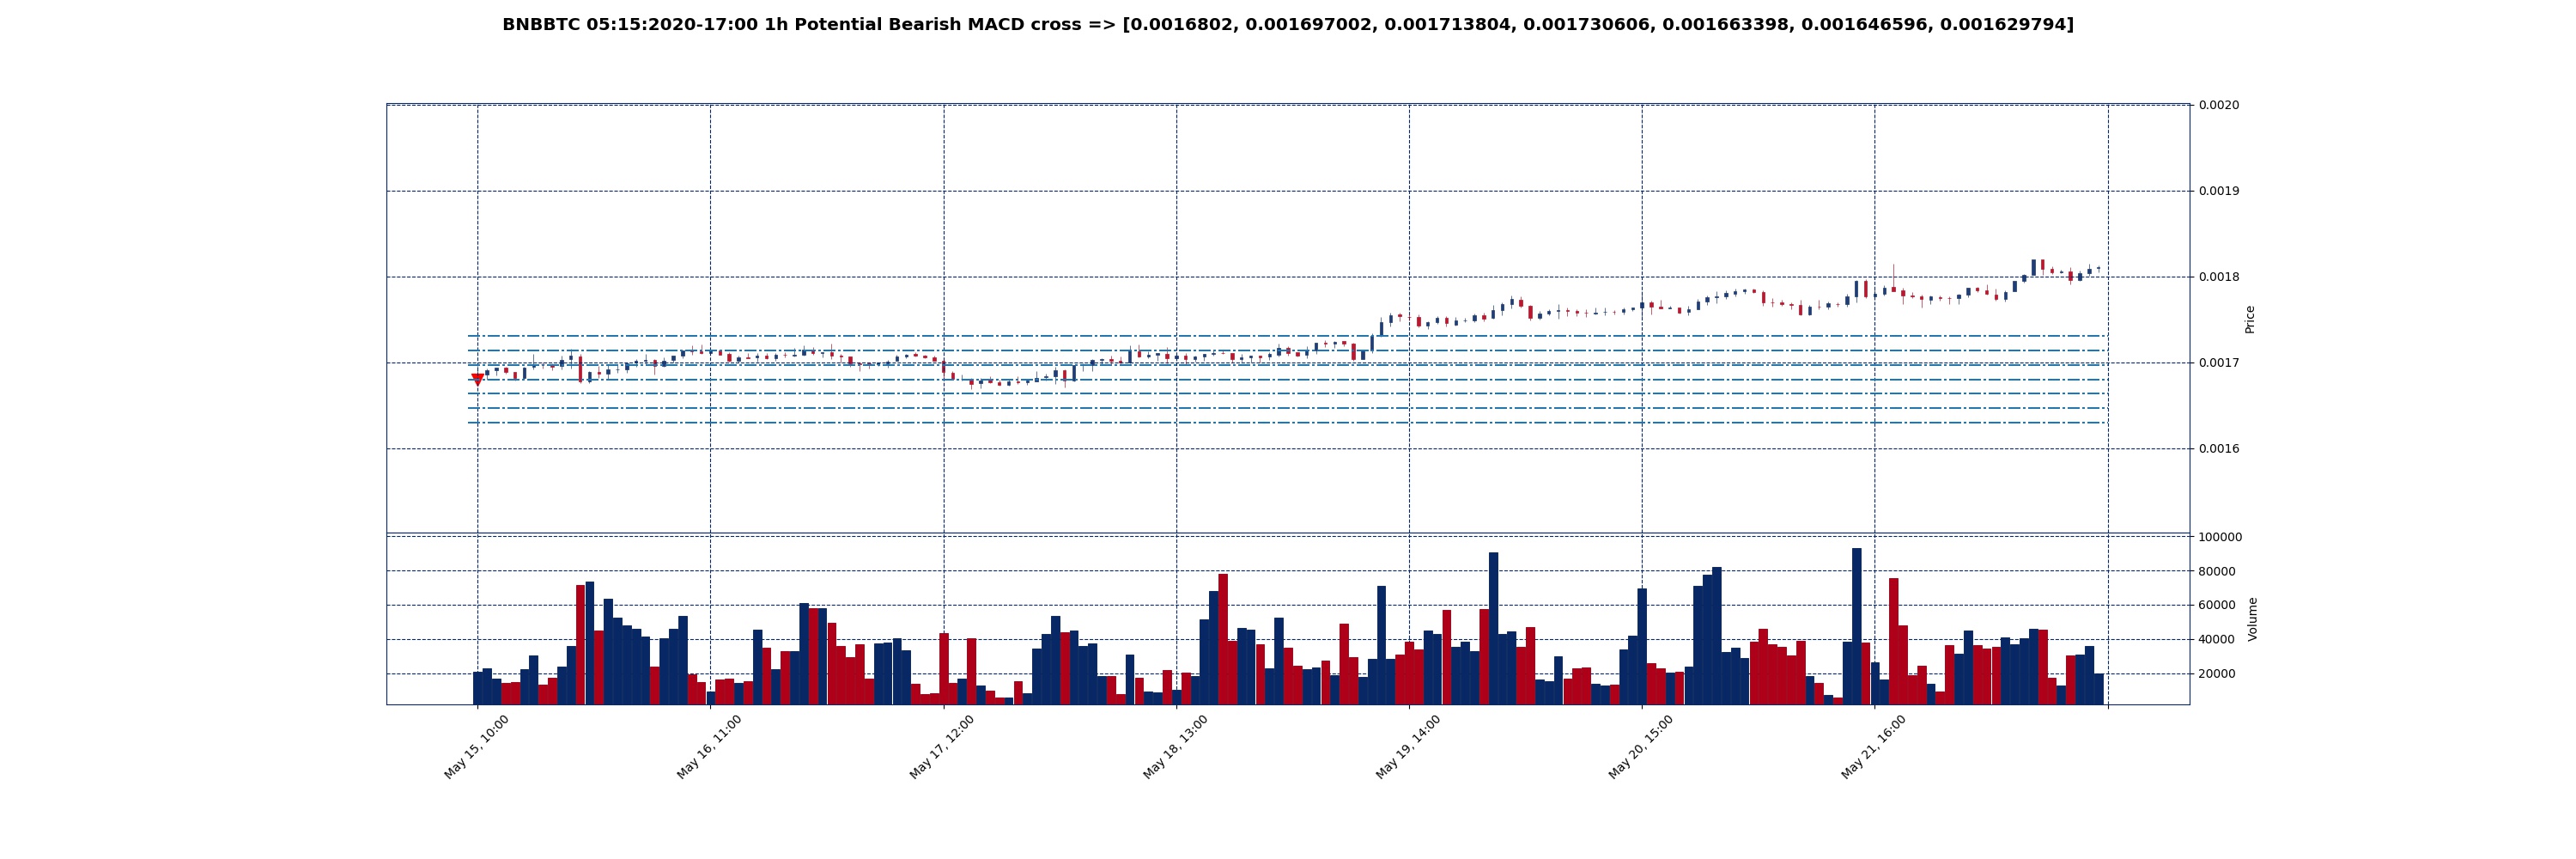 BNBBTC 05:15:2020-17:00 1h Potential Bearish MACD cross => [0.0016802, 0.001697002, 0.001713804, 0.001730606, 0.001663398, 0.001646596, 0.001629794]
0.0020
0.0019
0.0018
0.0017
0.0016
Price
100000
80000
60000
40000
20000
Volume
May 15, 10:00
May 16, 11:00
May 17, 12:00
May 18, 13:00
May 19, 14:00
May 20, 15:00
May 21, 16:00